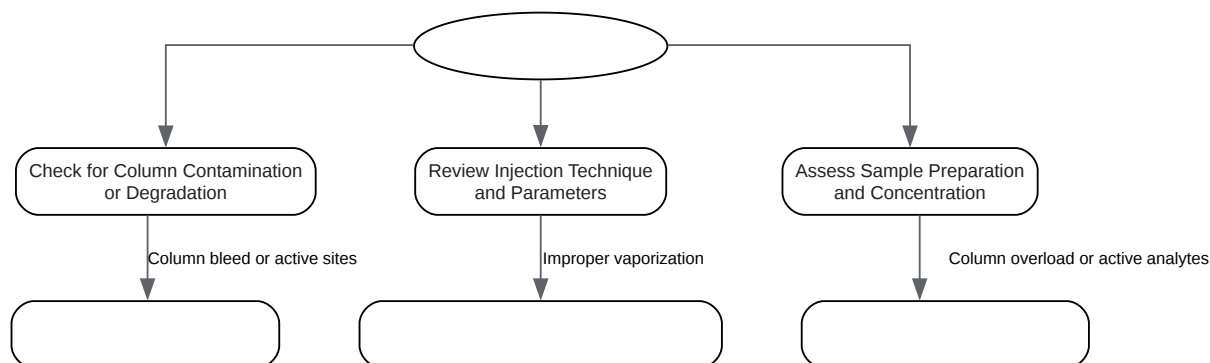 Check for Column Contamination
or Degradation
Review Injection Technique
and Parameters
Assess Sample Preparation
and Concentration
Column bleed or active sites
Improper vaporization
Column overload or active analytes